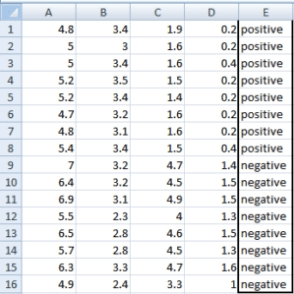 A B C D E
1 4.8 3.4 1.9 0.2 positive
2 5 3 1.6 0.2 positive
3 5 3.4 1.6 0.4 positive
4 5.2 3.5 1.5 0.2 positive
5 5.2 3.4 1.4 0.2 positive
6 4.7 3.2 1.6 0.2 positive
7 4.8 3.1 1.6 0.2 positive
8 5.4 3.4 1.5 0.4 positive
9 7 3.2 4.7 1.4 negative
10 6.4 3.2 4.5 1.5 negative
11 6.9 3.1 4.9 1.5 negative
12 5.5 2.3 4 1.3 negative
13 6.5 2.8 4.6 1.5 negative
14 5.7 2.8 4.5 1.3 negative
15 6.3 3.3 4.7 1.6 negative
16 4.9 2.4 3.3 1 negative